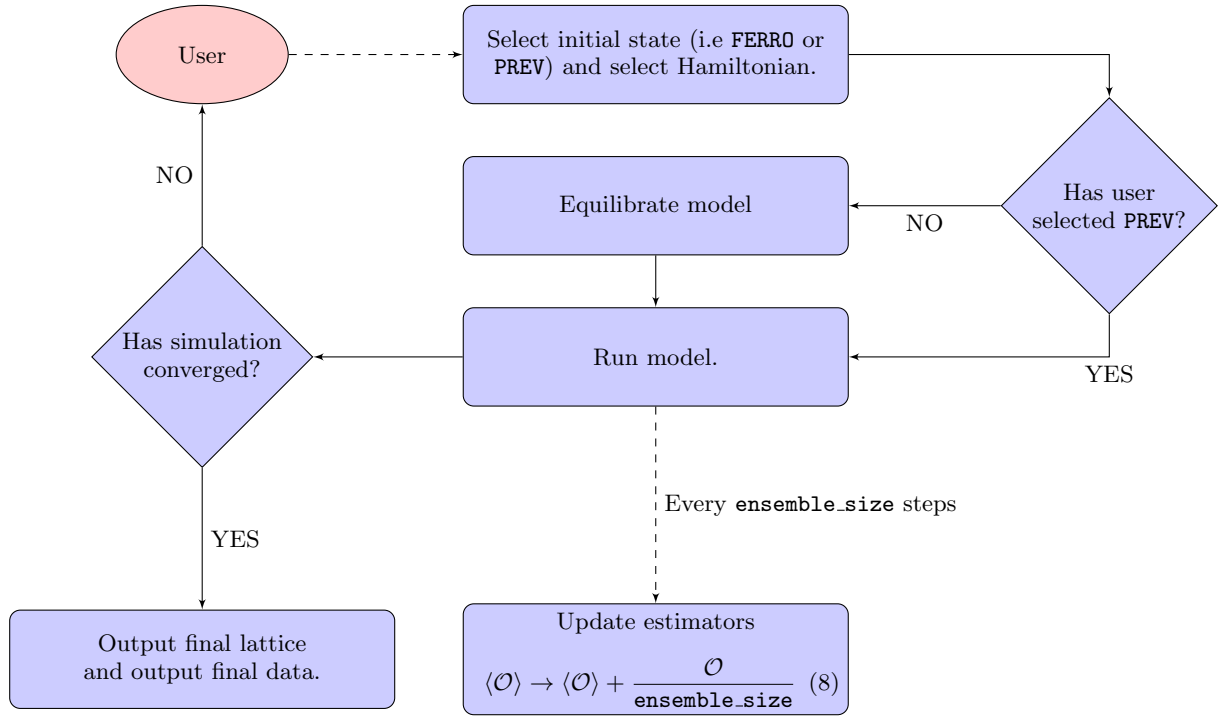 User
Select initial state (i.e FERRO or
PREV) and select Hamiltonian.
Has user
selected PREV?
NO
Equilibrate model
NO
Has simulation
converged?
Run model.
YES
Every ensemble_size steps
YES
Output final lattice
and output final data.
Update estimators
⟨𝒪⟩ → ⟨𝒪⟩ + 𝒪 / ensemble_size (8)